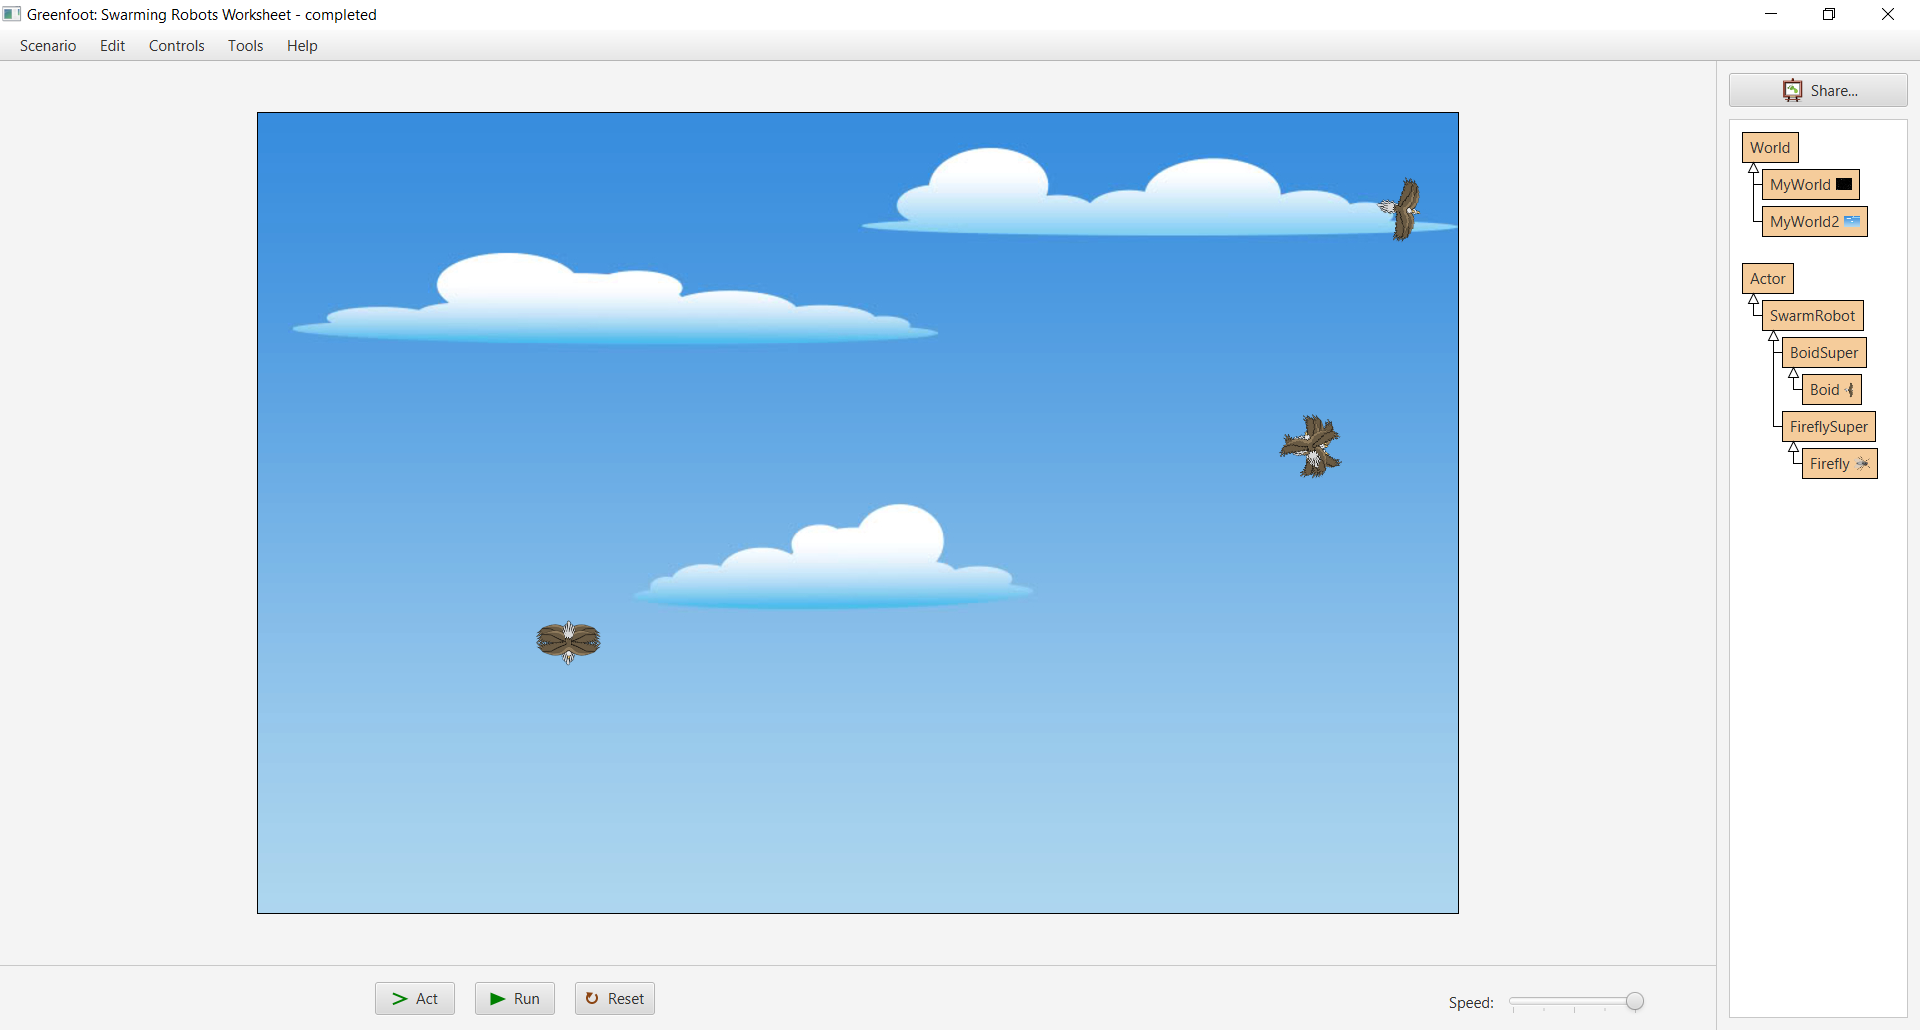 Greenfoot: Swarming Robots Worksheet - completed
Scenario Edit Controls Tools Help
Share...
World
MyWorld
MyWorld2
Actor
SwarmRobot
BoidSuper
Boid
FireflySuper
Firefly
Act Run Reset Speed: